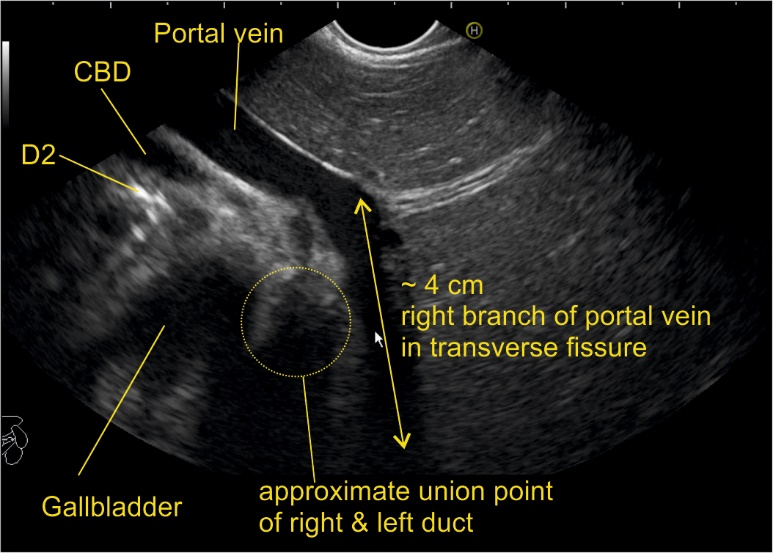 Portal vein
H
CBD
D2
~ 4 cm
right branch of portal vein
in transverse fissure
Gallbladder
approximate union point
of right & left duct